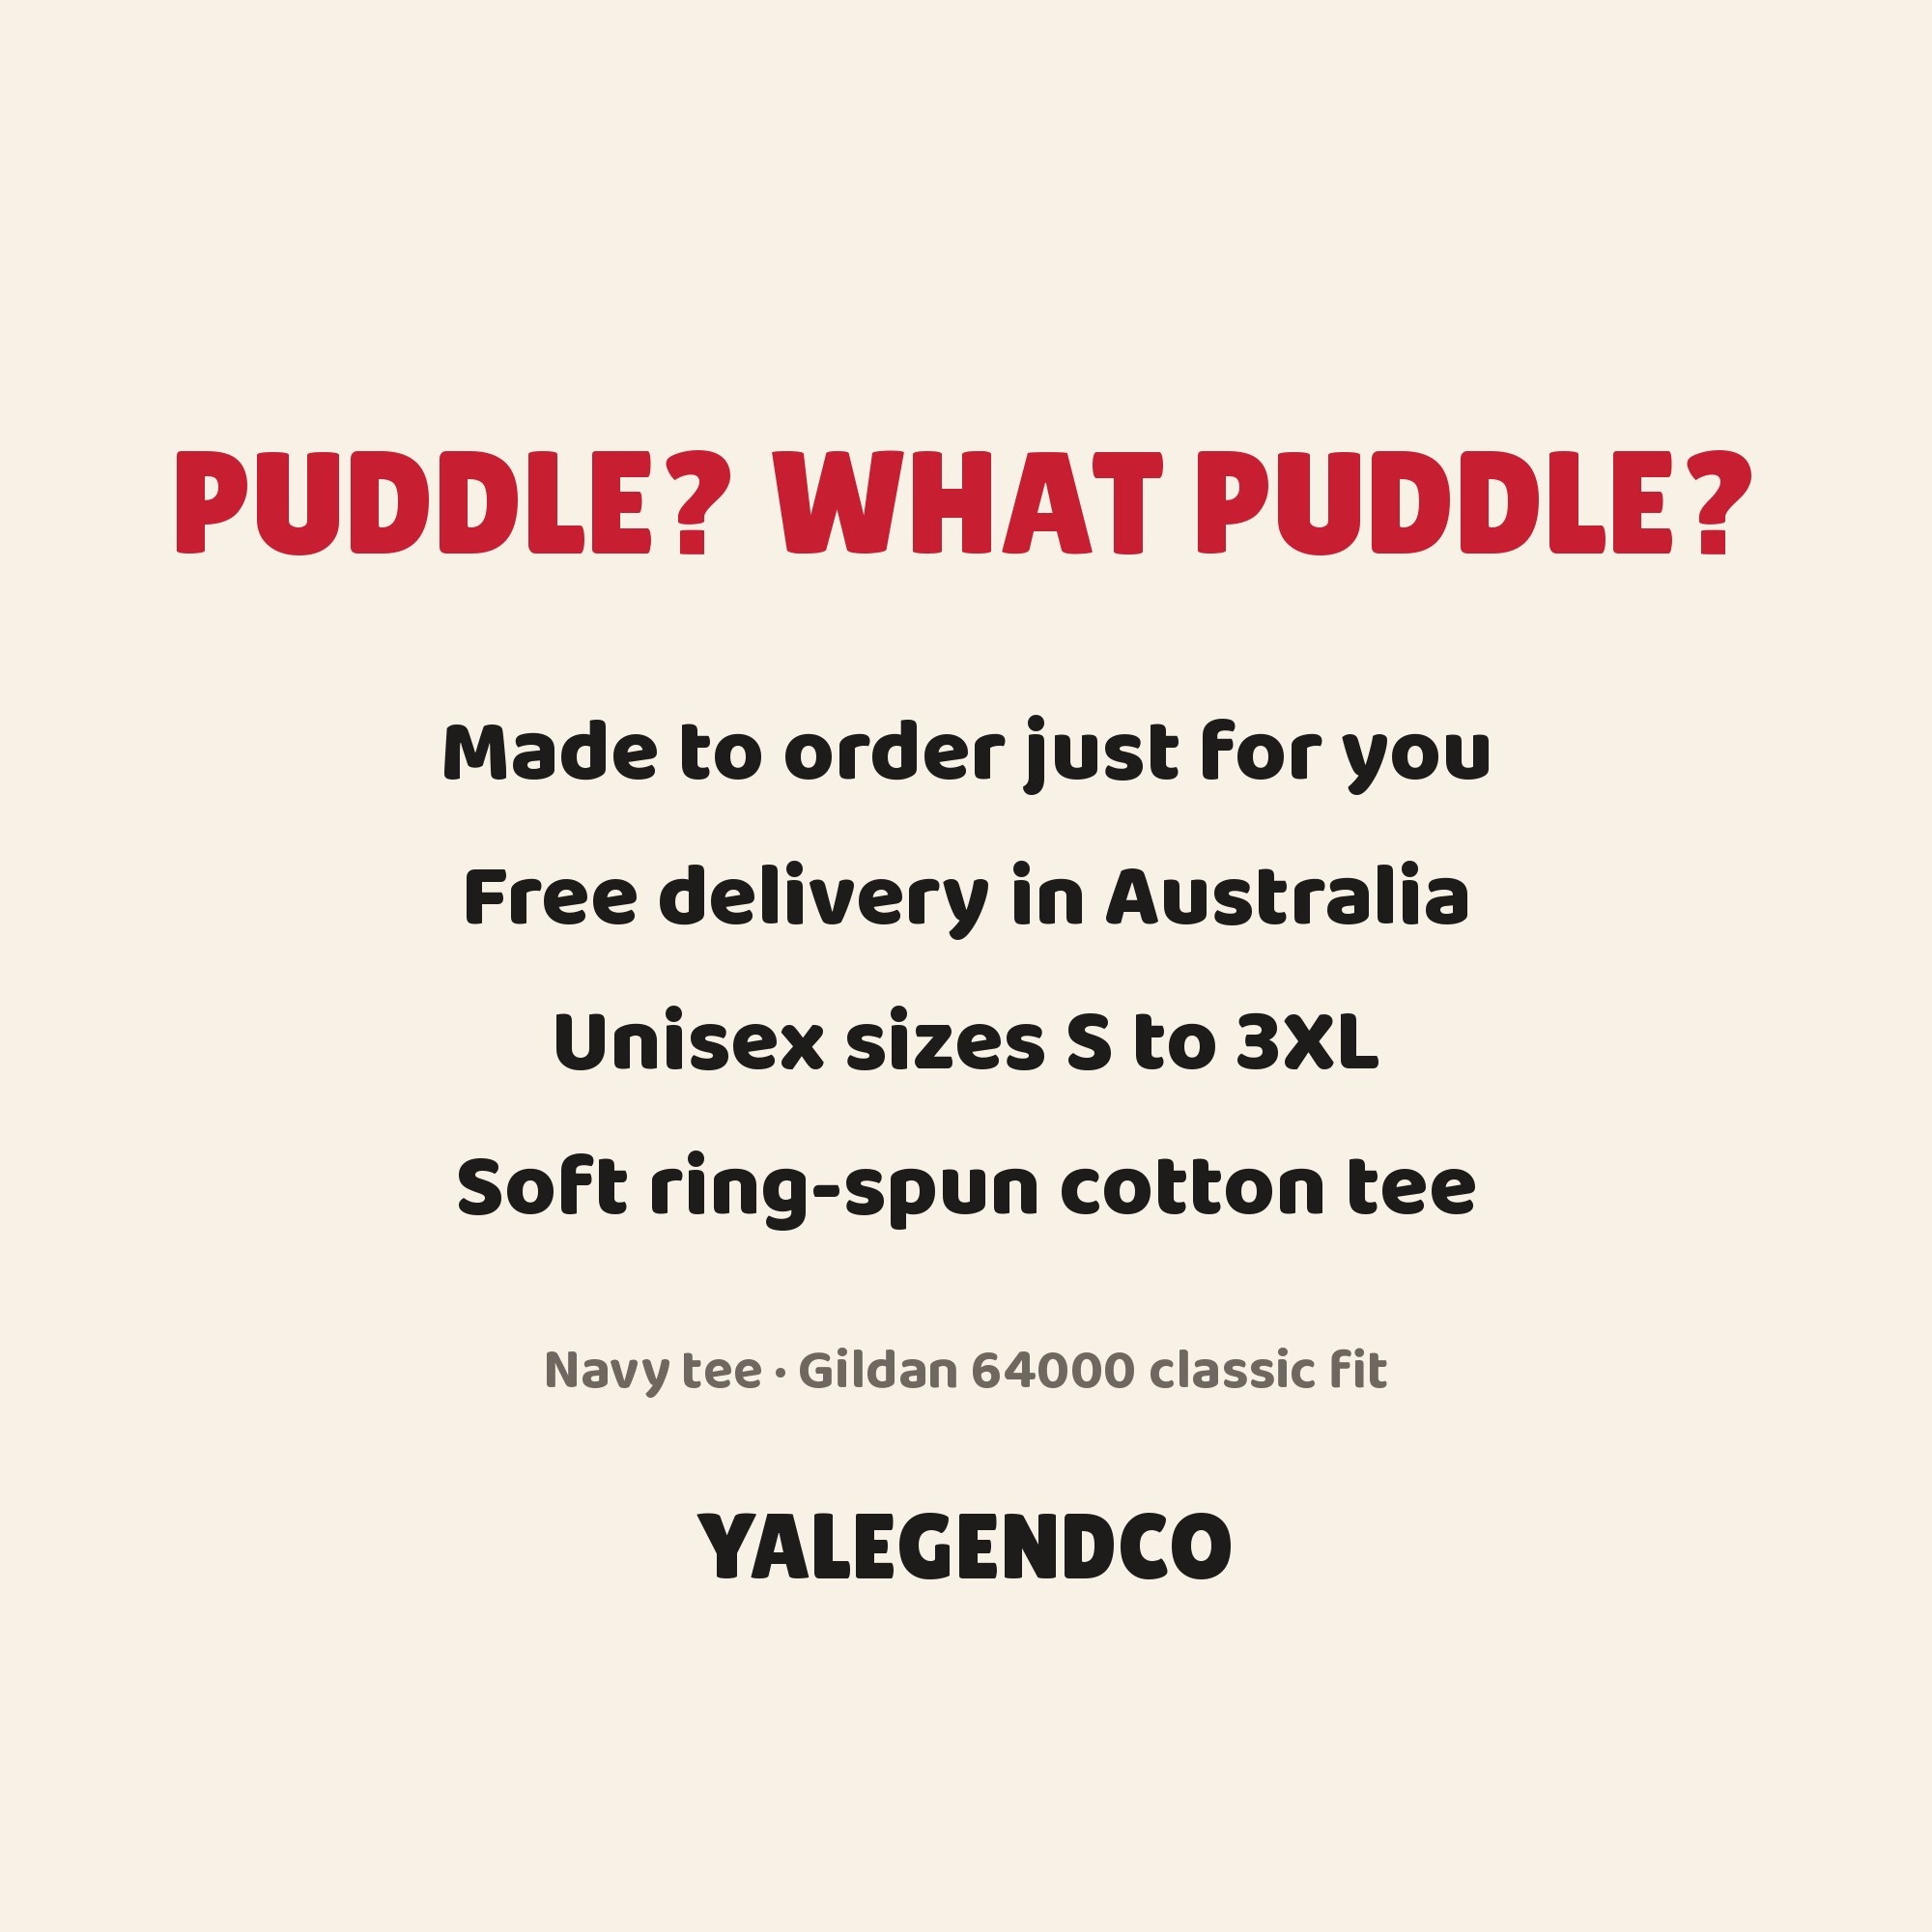 PUDDLE? WHAT PUDDLE?
Made to order just for you
Free delivery in Australia
Unisex sizes S to 3XL
Soft ring-spun cotton tee
Navy tee · Gildan 64000 classic fit
YALEGENDCO